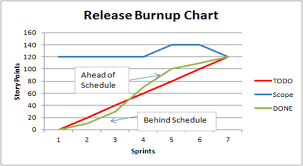 Release Burnup Chart
Story Points
140
120
100
80
60
40
20
0
Ahead of
Schedule
Behind Schedule
1 2 3 4 5 6 7
Sprints
TODO
Scope
DONE